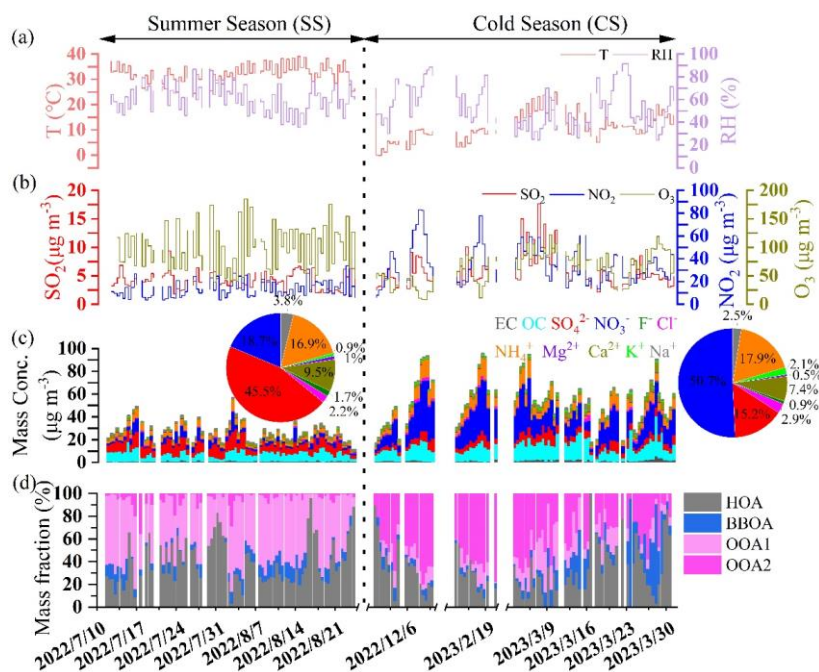 Summer Season (SS)
Cold Season (CS)
(a)
T (°C)
40
30
20
10
0
T
RH
RH (%)
100
80
60
40
20
0
(b)
SO₂ (μg m⁻³)
20
15
10
5
0
SO₂
NO₂
O₃
NO₂ (μg m⁻³)
100
80
60
40
20
0
O₃ (μg m⁻³)
200
150
100
50
0
(c)
Mass Conc.
(μg m⁻³)
100
80
60
40
20
0
3.8%
16.9%
0.9%
1%
9.5%
1.7%
2.2%
45.5%
18.7%
EC OC SO₄²⁻ NO₃⁻ F⁻ Cl⁻
NH₄⁺ Mg²⁺ Ca²⁺ K⁺ Na⁺
2.5%
17.9%
2.1%
0.5%
7.4%
0.9%
2.9%
15.2%
50.7%
(d)
Mass fraction (%)
100
80
60
40
20
0
HOA
BBOA
OOA1
OOA2
2022/7/10
2022/7/17
2022/7/24
2022/7/31
2022/8/7
2022/8/14
2022/8/21
2022/12/6
2023/2/19
2023/3/9
2023/3/16
2023/3/23
2023/3/30